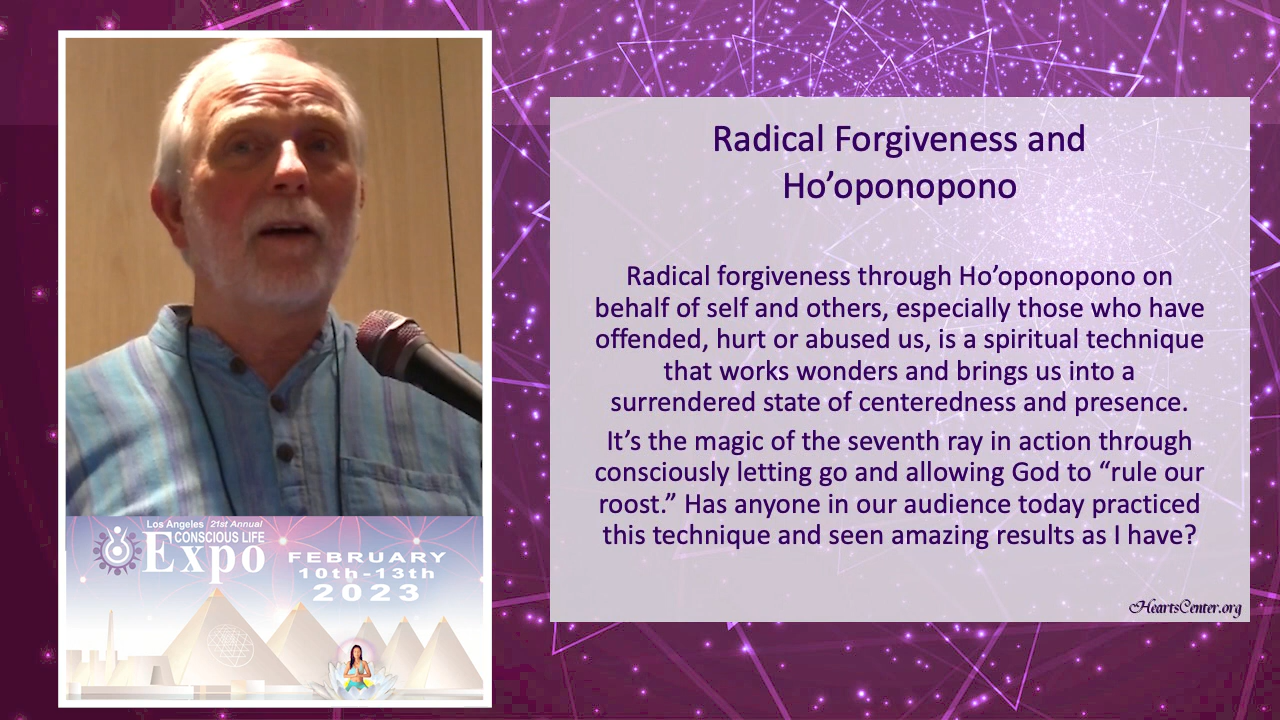 Radical Forgiveness and
Ho’oponopono
Radical forgiveness through Ho’oponopono on
behalf of self and others, especially those who have
offended, hurt or abused us, is a spiritual technique
that works wonders and brings us into a
surrendered state of centeredness and presence.
It’s the magic of the seventh ray in action through
consciously letting go and allowing God to “rule our
roost.” Has anyone in our audience today practiced
this technique and seen amazing results as I have?
HeartsCenter.org
Los Angeles 21st Annual
CONSCIOUS LIFE
Expo
FEBRUARY
10th-13th
2023